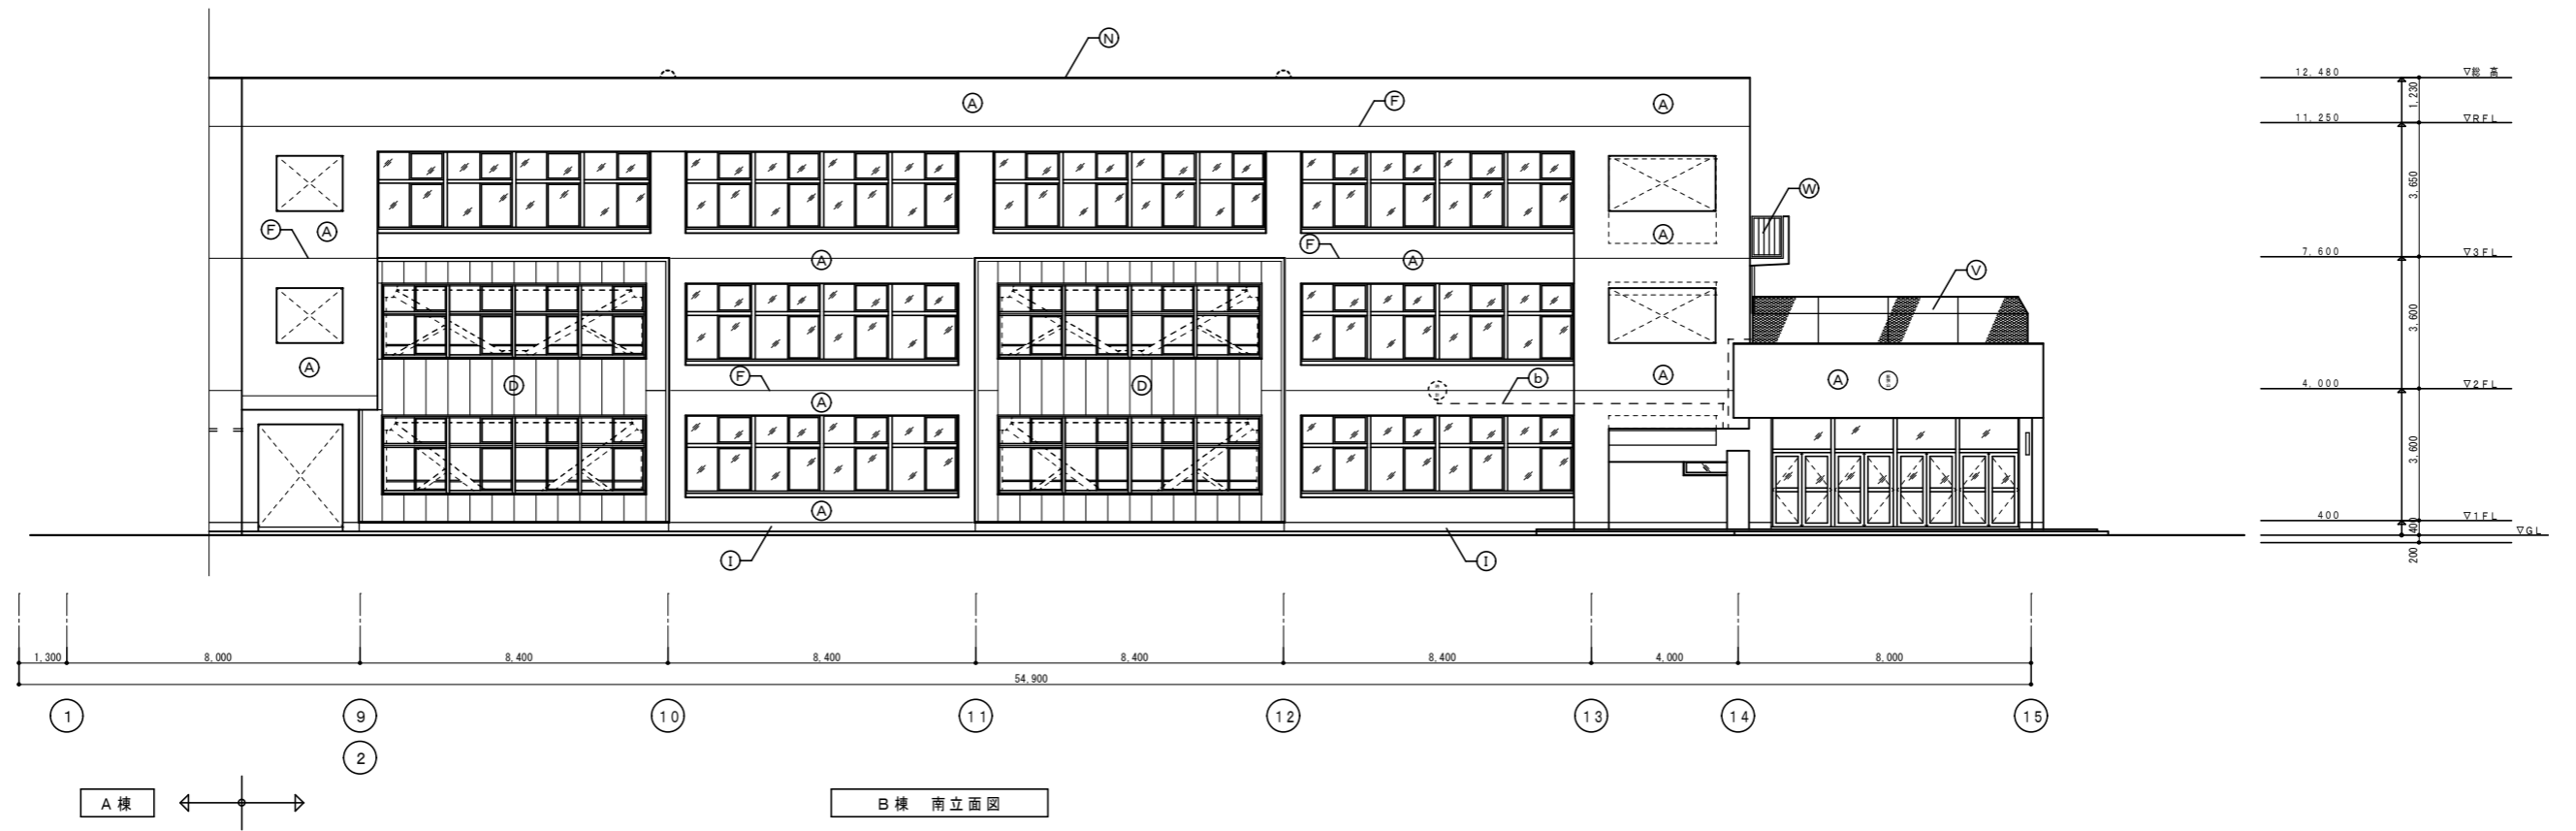 N
A
F
A
12,480
▽総 高
1,230
11,250
▽RFL
3,650
W
F
A
A
F
A
A
7,600
▽3FL
V
3,600
A
D
F
A
D
b
A
A
4,000
▽2FL
3,600
A
400
▽1FL
400
▽GL
200
I
I
1,300
8,000
8,400
8,400
8,400
8,400
4,000
8,000
54,900
1
9
10
11
12
13
14
15
2
A棟
B棟 南立面図